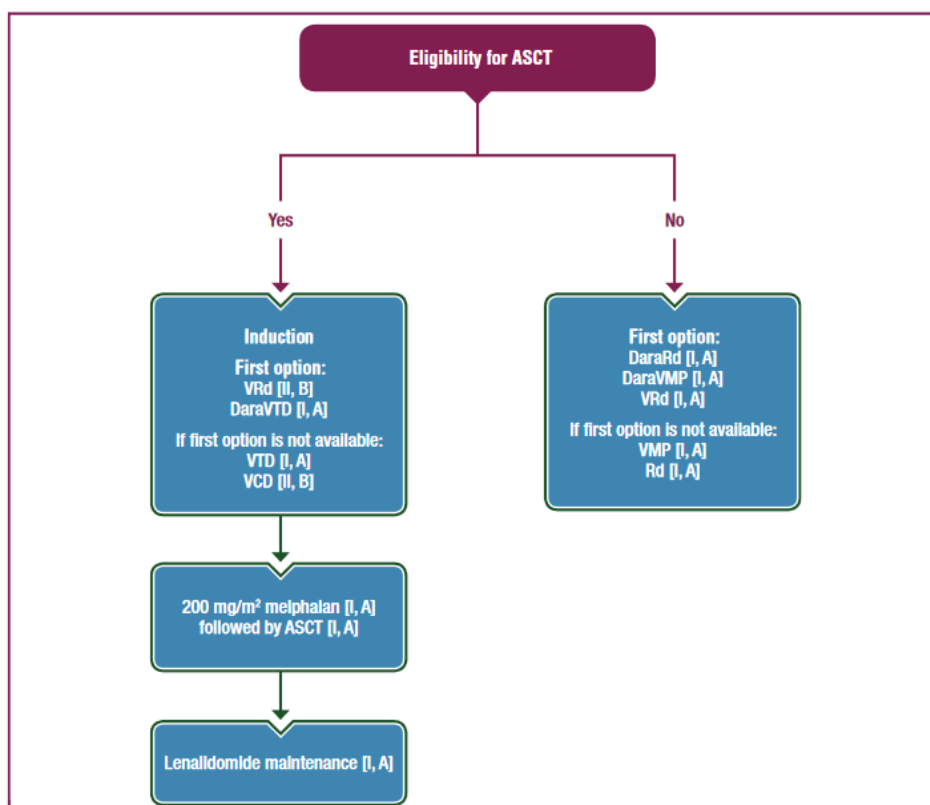 Eligibility for ASCT
Yes
No
Induction
First option:
VRd [II, B]
DaraVTD [I, A]
If first option is not available:
VTD [I, A]
VCD [II, B]
First option:
DaraRd [I, A]
DaraVMP [I, A]
VRd [I, A]
If first option is not available:
VMP [I, A]
Rd [I, A]
200 mg/m² melphalan [I, A]
followed by ASCT [I, A]
Lenalidomide maintenance [I, A]